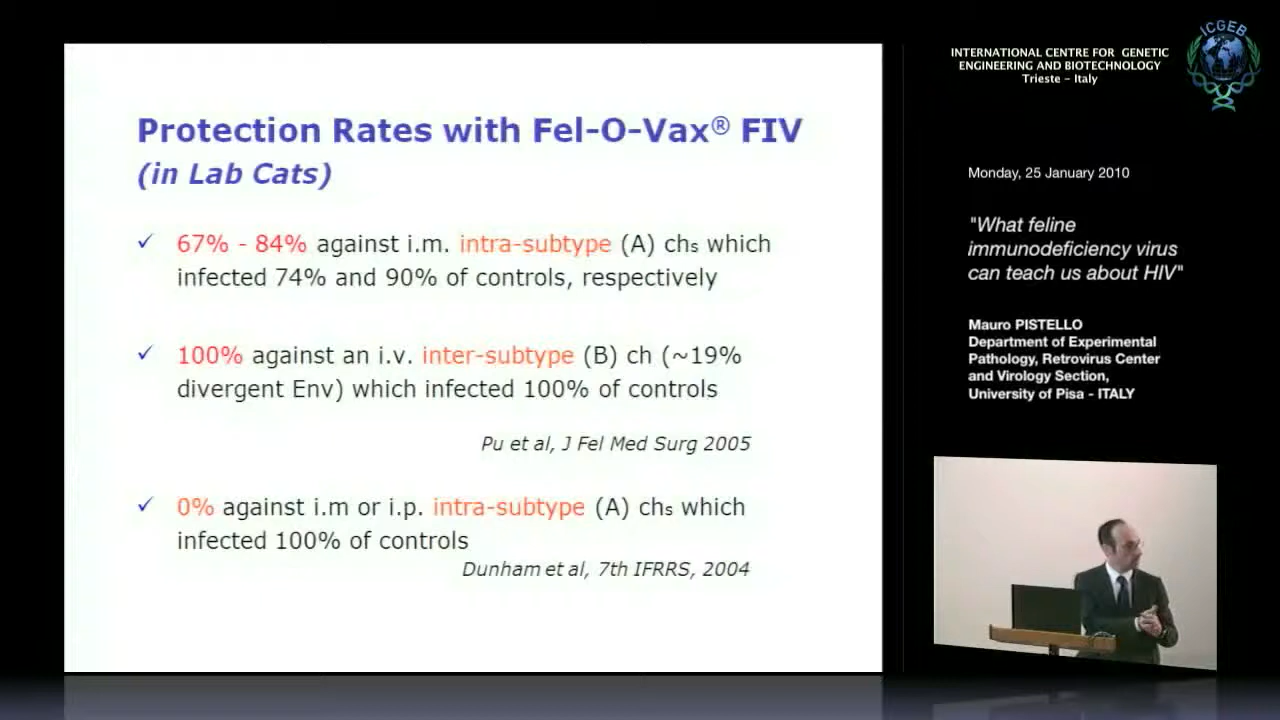 Protection Rates with Fel-O-Vax® FIV
(in Lab Cats)
✓ 67% - 84% against i.m. intra-subtype (A) chs which
infected 74% and 90% of controls, respectively
✓ 100% against an i.v. inter-subtype (B) ch (~19%
divergent Env) which infected 100% of controls
Pu et al, J Fel Med Surg 2005
✓ 0% against i.m or i.p. intra-subtype (A) chs which
infected 100% of controls
Dunham et al, 7th IFRRS, 2004
INTERNATIONAL CENTRE FOR GENETIC
ENGINEERING AND BIOTECHNOLOGY
Trieste - Italy
ICGEB
Monday, 25 January 2010
"What feline
immunodeficiency virus
can teach us about HIV"
Mauro PISTELLO
Department of Experimental
Pathology, Retrovirus Center
and Virology Section,
University of Pisa - ITALY